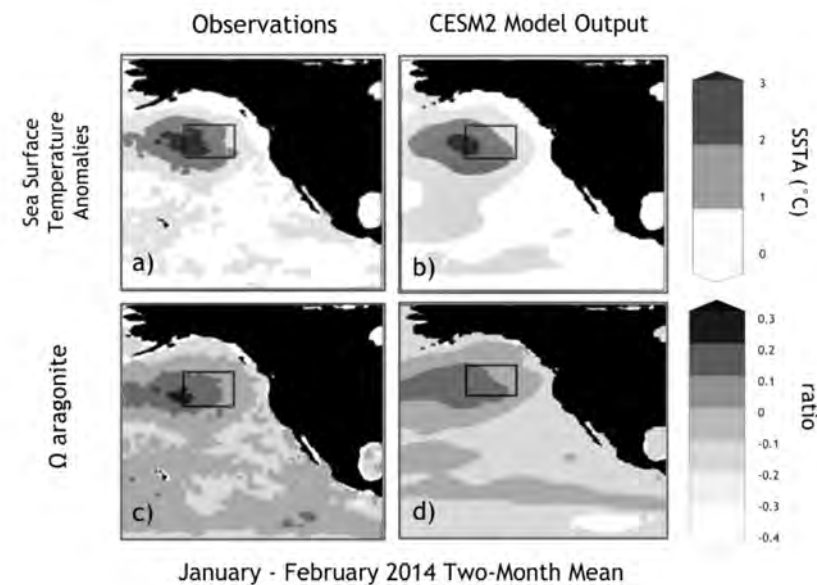 Observations
CESM2 Model Output
Sea Surface
Temperature
Anomalies
a)
b)
3
2
1
0
SSTA (°C)
Ω aragonite
c)
d)
0.3
0.2
0.1
0
-0.1
-0.2
-0.3
-0.4
ratio
January - February 2014 Two-Month Mean